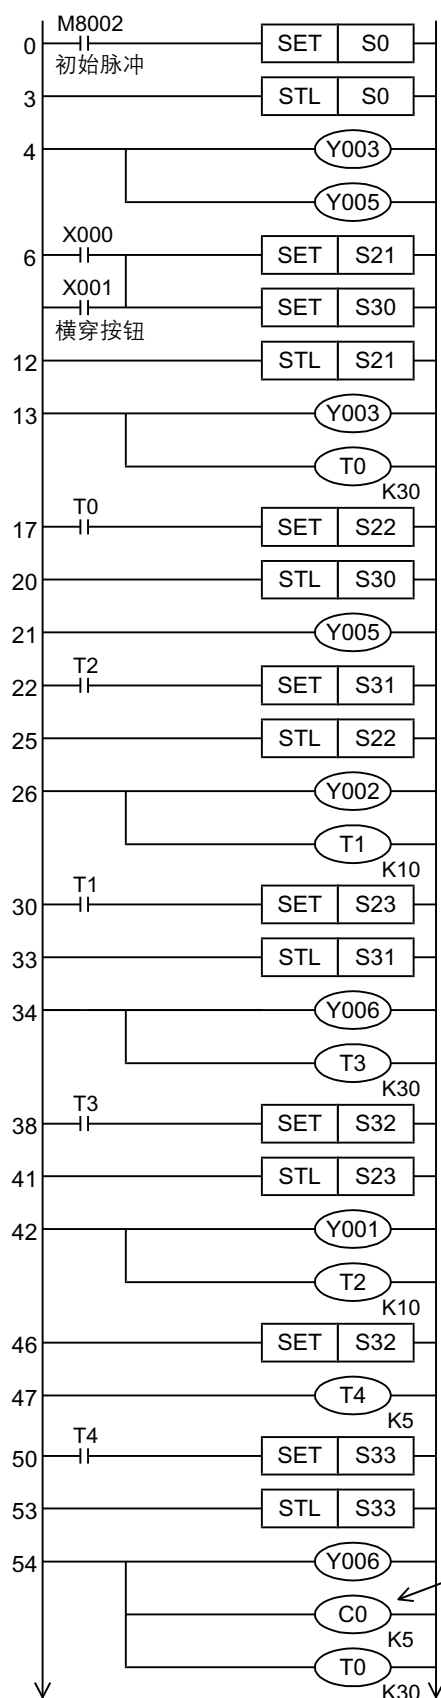 M8002
0 SET S0
初始脉冲
3 STL S0
4 Y003
Y005
X000
6 SET S21
X001
SET S30
横穿按钮
12 STL S21
13 Y003
T0
K30
T0
17 SET S22
20 STL S30
21 Y005
T2
22 SET S31
25 STL S22
26 Y002
T1
K10
T1
30 SET S23
33 STL S31
34 Y006
T3
K30
T3
38 SET S32
41 STL S23
42 Y001
T2
K10
46 SET S32
47 T4
K5
T4
50 SET S33
53 STL S33
54 Y006
C0
K5
T0
K30